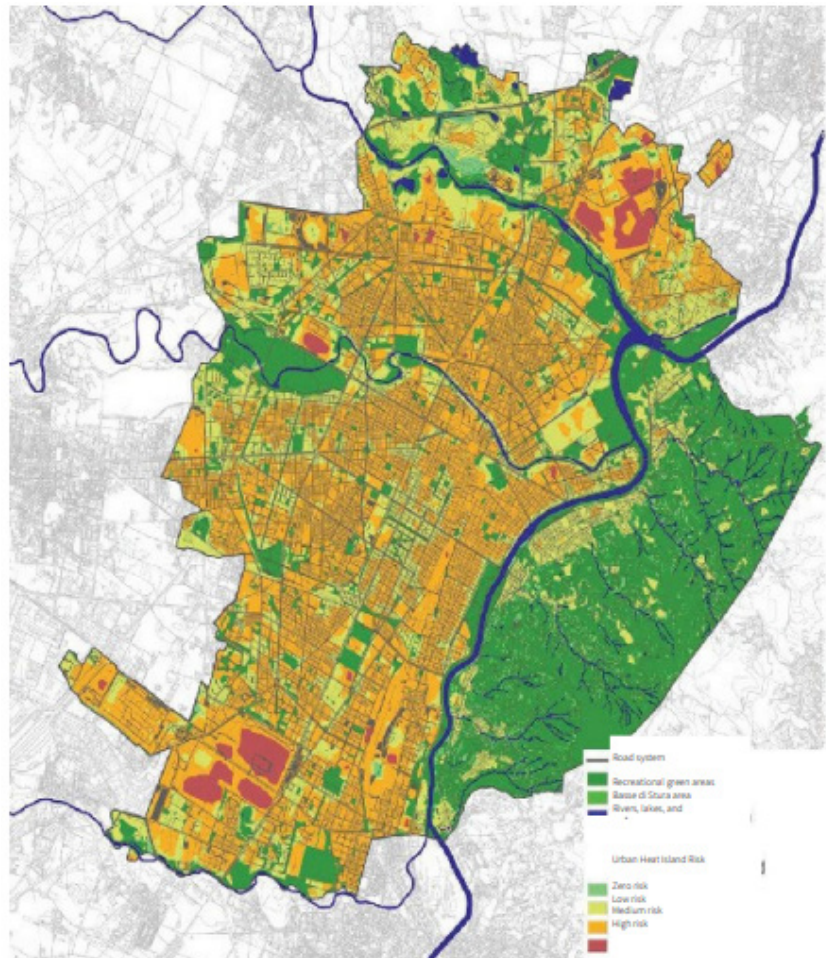 Road system
Recreational green areas
Basse di Stura area
Rivers, lakes, and
Urban Heat Island Risk
Zero risk
Low risk
Medium risk
High risk